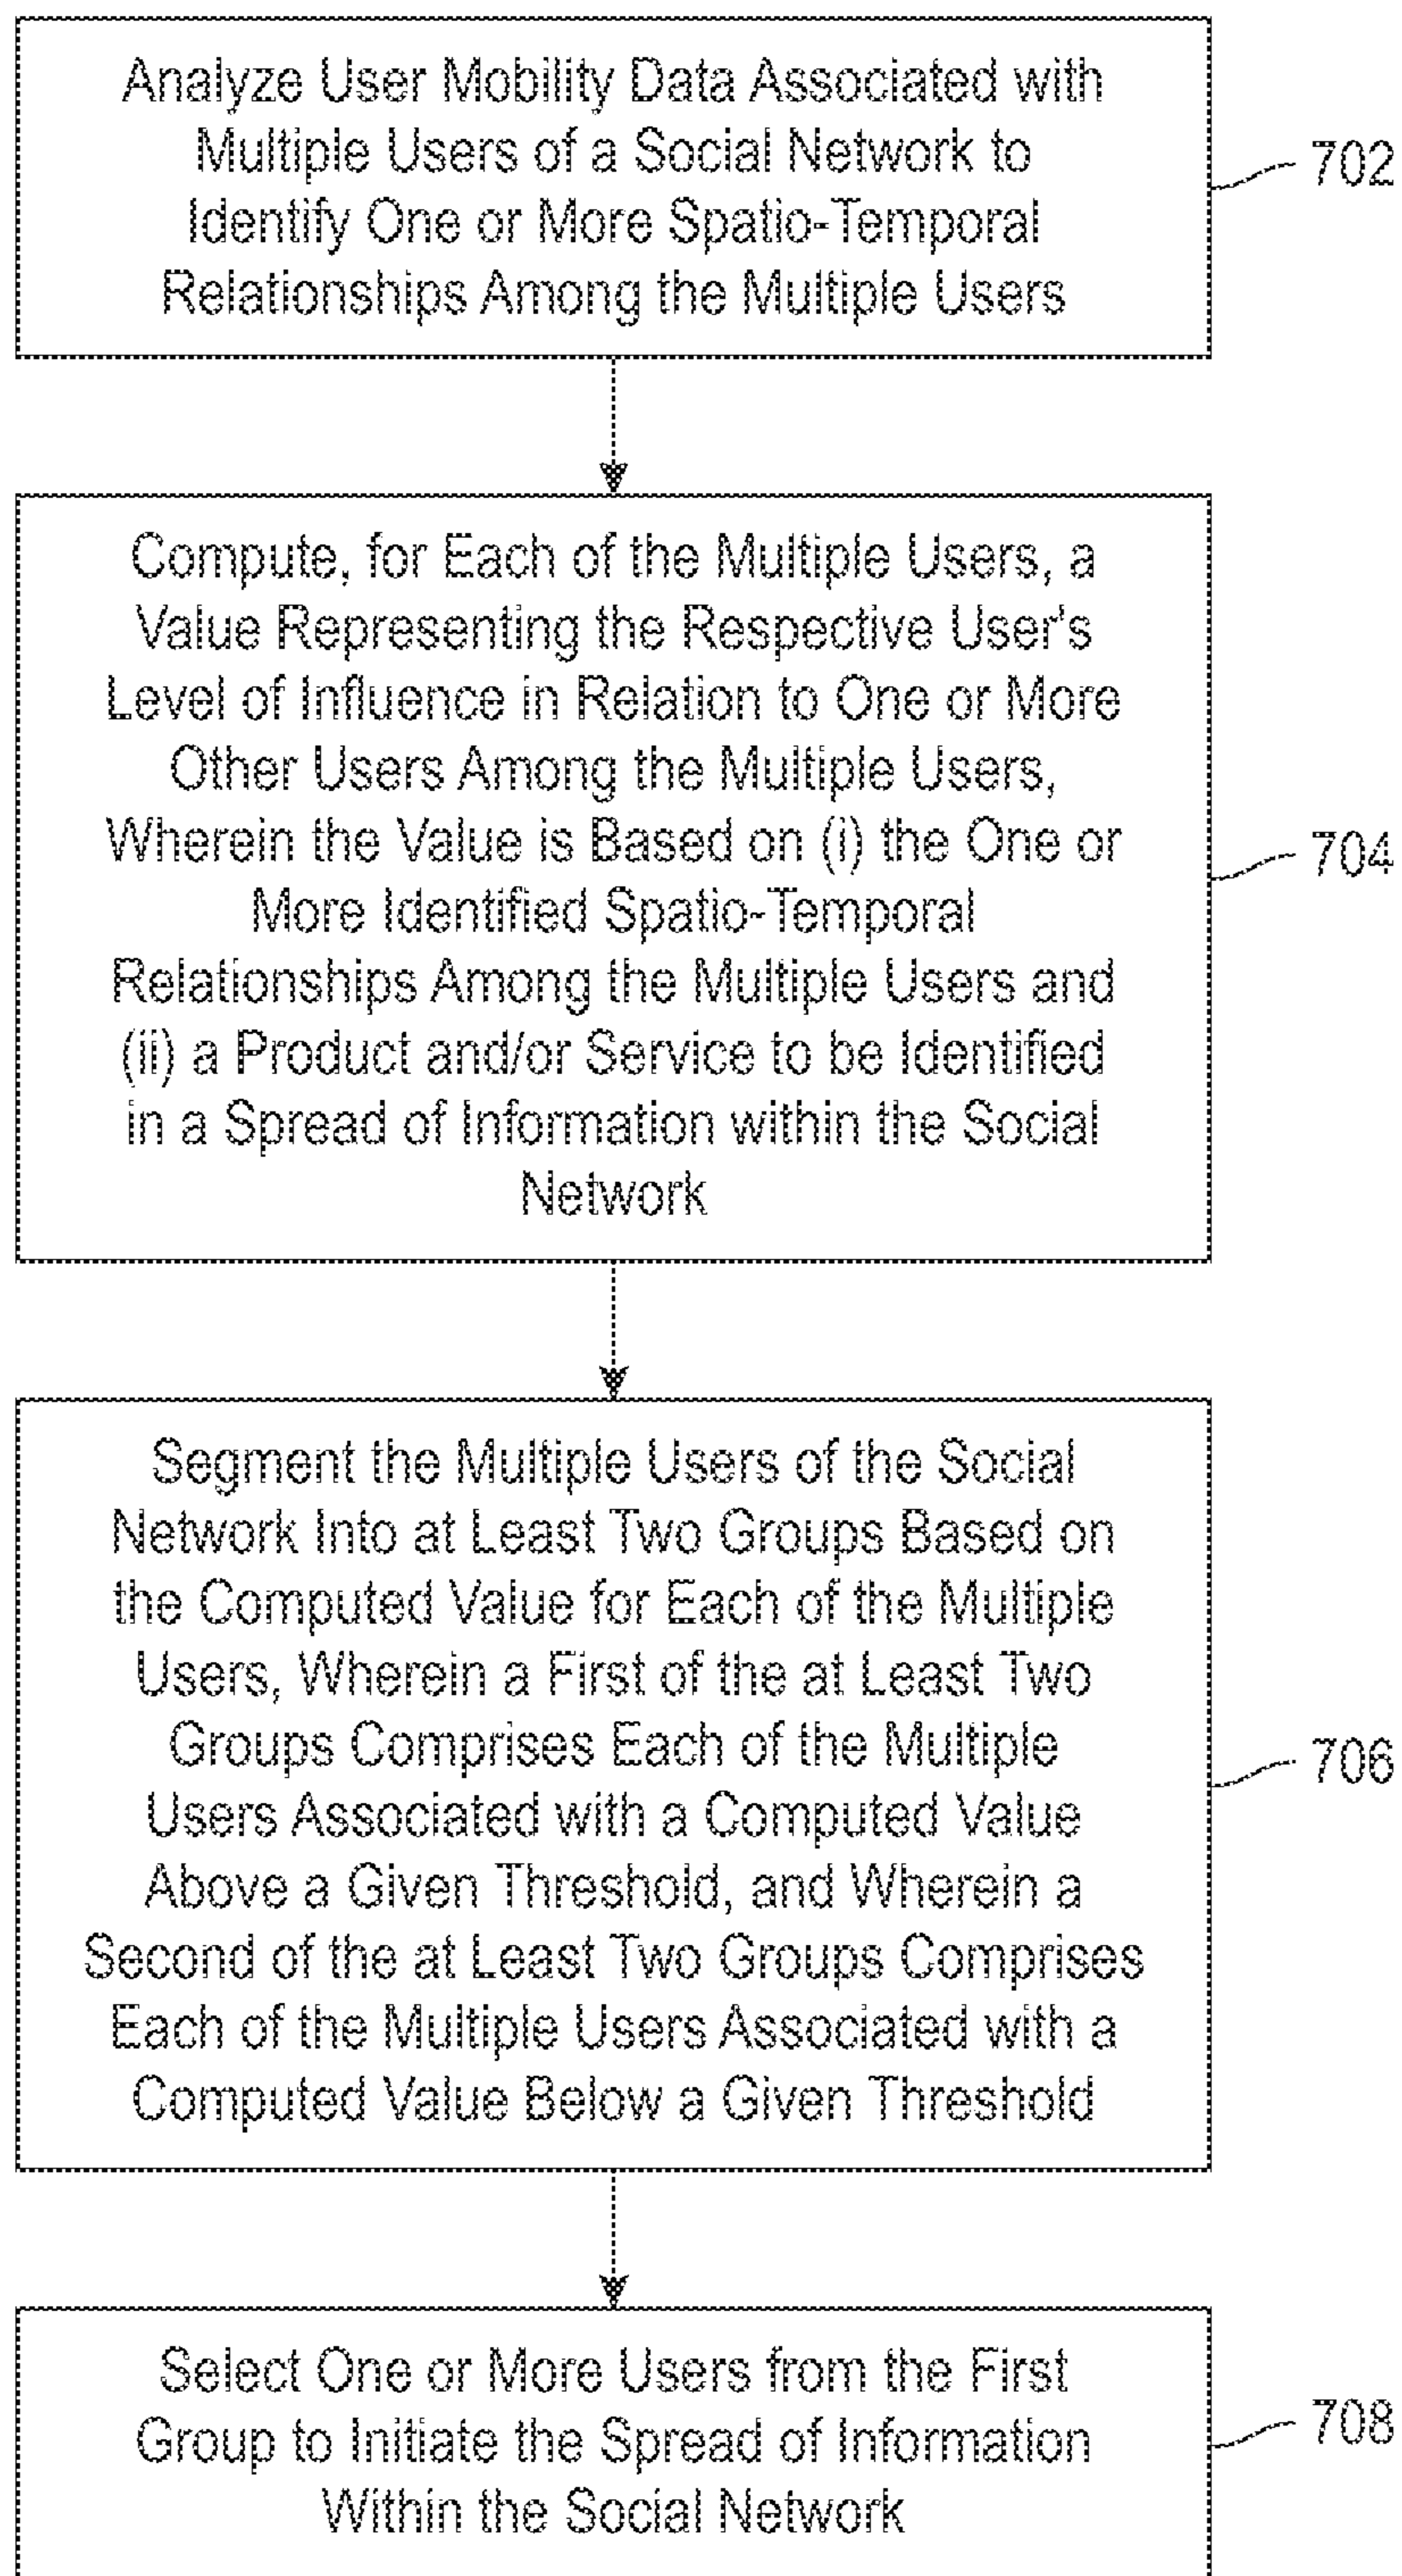 Analyze User Mobility Data Associated with
Multiple Users of a Social Network to
Identify One or More Spatio-Temporal
Relationships Among the Multiple Users
702
Compute, for Each of the Multiple Users, a
Value Representing the Respective User's
Level of Influence in Relation to One or More
Other Users Among the Multiple Users,
Wherein the Value is Based on (i) the One or
More Identified Spatio-Temporal
Relationships Among the Multiple Users and
(ii) a Product and/or Service to be Identified
in a Spread of Information within the Social
Network
704
Segment the Multiple Users of the Social
Network Into at Least Two Groups Based on
the Computed Value for Each of the Multiple
Users, Wherein a First of the at Least Two
Groups Comprises Each of the Multiple
Users Associated with a Computed Value
Above a Given Threshold, and Wherein a
Second of the at Least Two Groups Comprises
Each of the Multiple Users Associated with a
Computed Value Below a Given Threshold
706
Select One or More Users from the First
Group to Initiate the Spread of Information
Within the Social Network
708